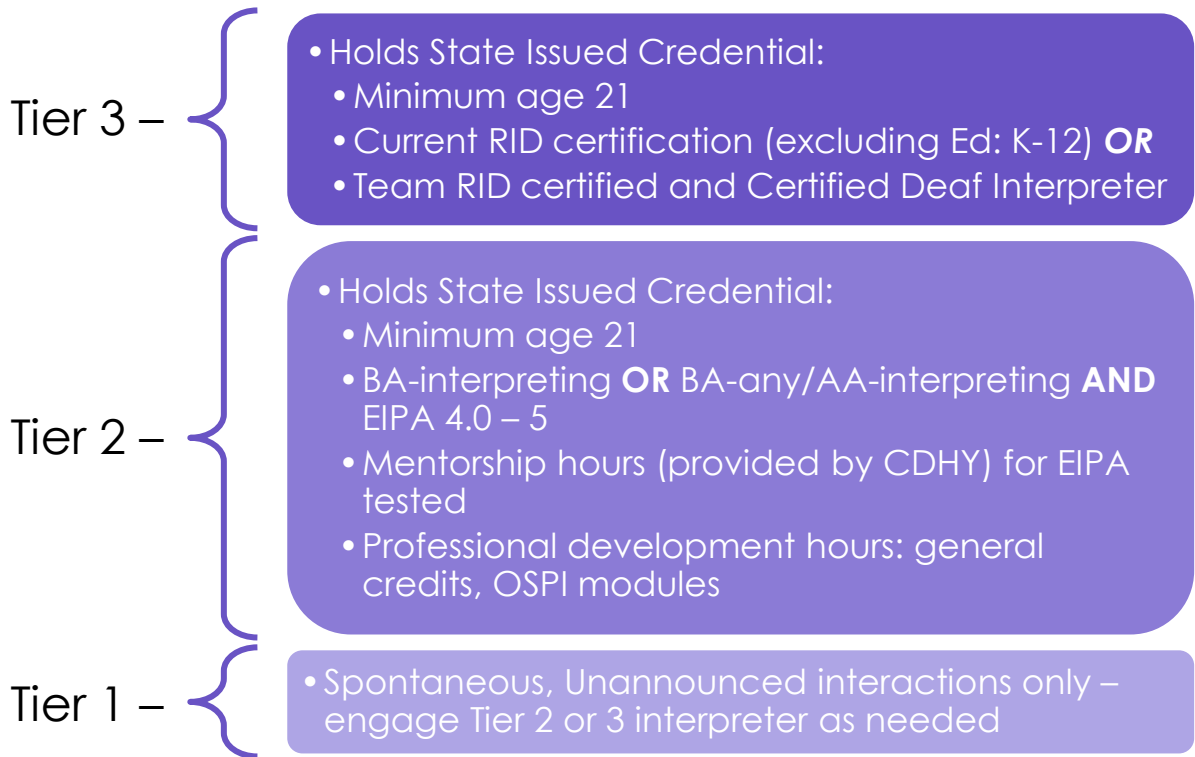 Tier 3 –
• Holds State Issued Credential:
• Minimum age 21
• Current RID certification (excluding Ed: K-12) OR
• Team RID certified and Certified Deaf Interpreter
Tier 2 –
• Holds State Issued Credential:
• Minimum age 21
• BA-interpreting OR BA-any/AA-interpreting AND
EIPA 4.0 – 5
• Mentorship hours (provided by CDHY) for EIPA
tested
• Professional development hours: general
credits, OSPI modules
Tier 1 –
• Spontaneous, Unannounced interactions only –
engage Tier 2 or 3 interpreter as needed